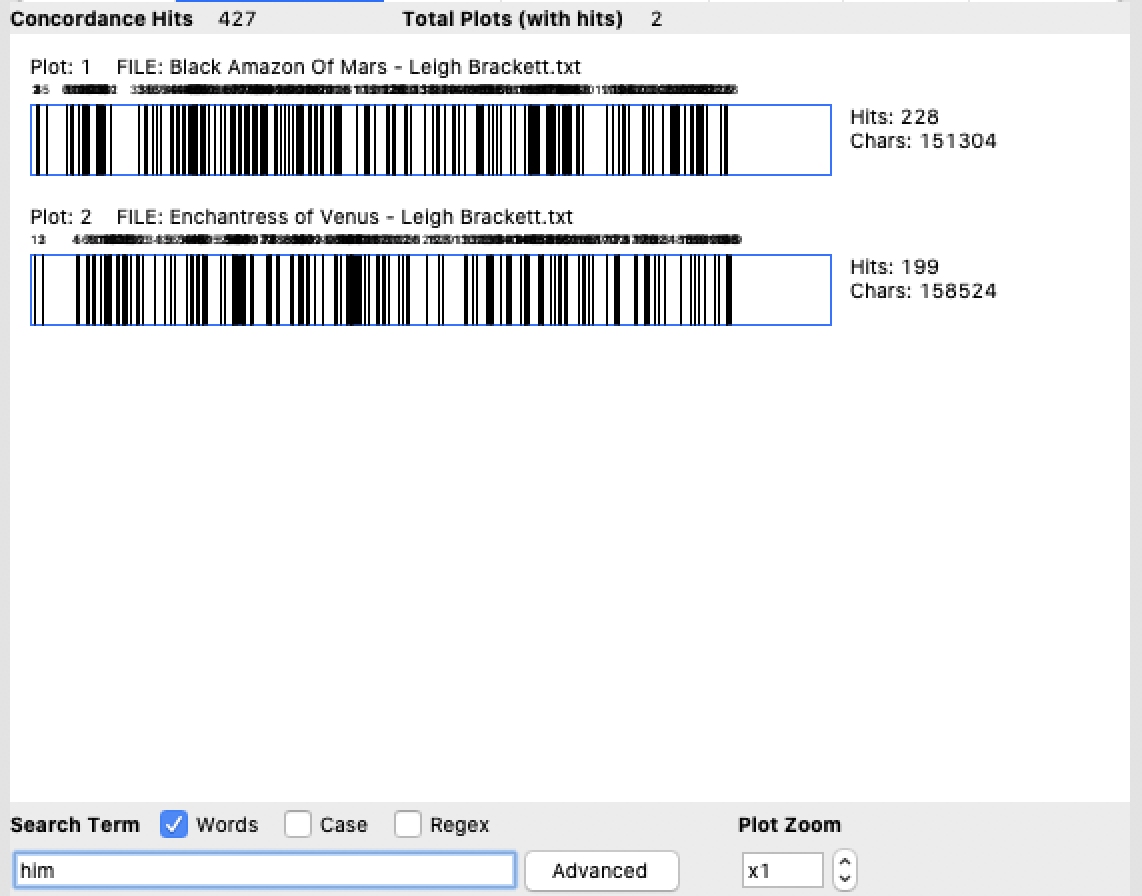 Concordance Hits 427 Total Plots (with hits) 2
Plot: 1 FILE: Black Amazon Of Mars - Leigh Brackett.txt
Hits: 228
Chars: 151304
Plot: 2 FILE: Enchantress of Venus - Leigh Brackett.txt
Hits: 199
Chars: 158524
Search Term Words Case Regex Plot Zoom
him Advanced x1